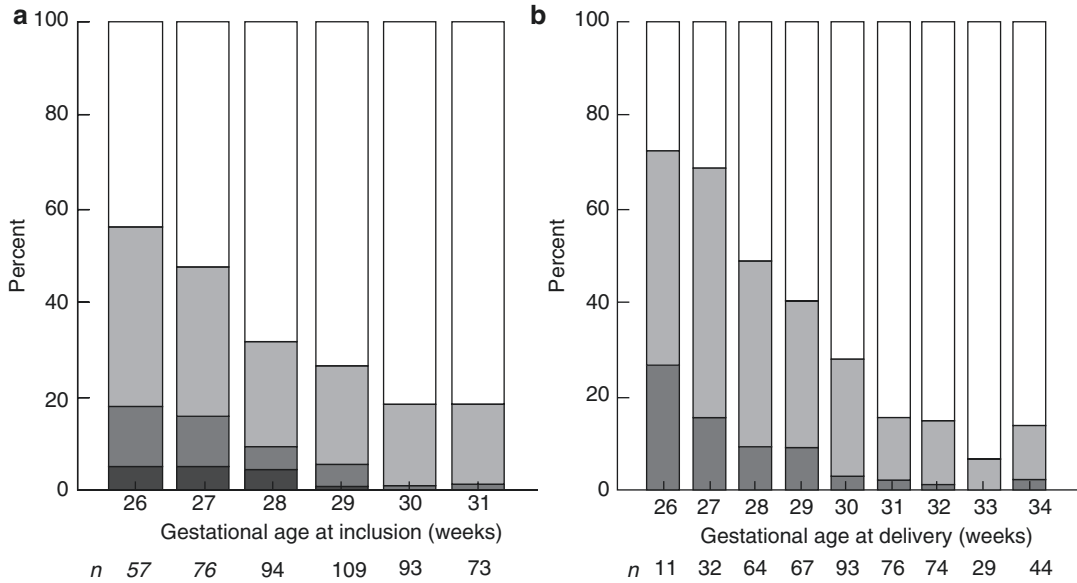 a
100
80
60
40
20
0
Percent
26 27 28 29 30 31
Gestational age at inclusion (weeks)
n 57 76 94 109 93 73
b
100
80
60
40
20
0
Percent
26 27 28 29 30 31 32 33 34
Gestational age at delivery (weeks)
n 11 32 64 67 93 76 74 29 44